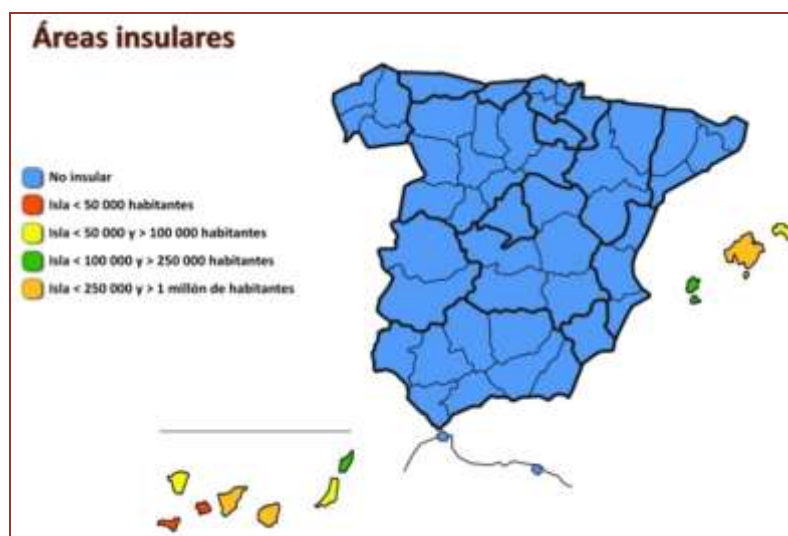 Áreas insulares
No insular
Isla < 50 000 habitantes
Isla < 50 000 y > 100 000 habitantes
Isla < 100 000 y > 250 000 habitantes
Isla < 250 000 y > 1 millón de habitantes